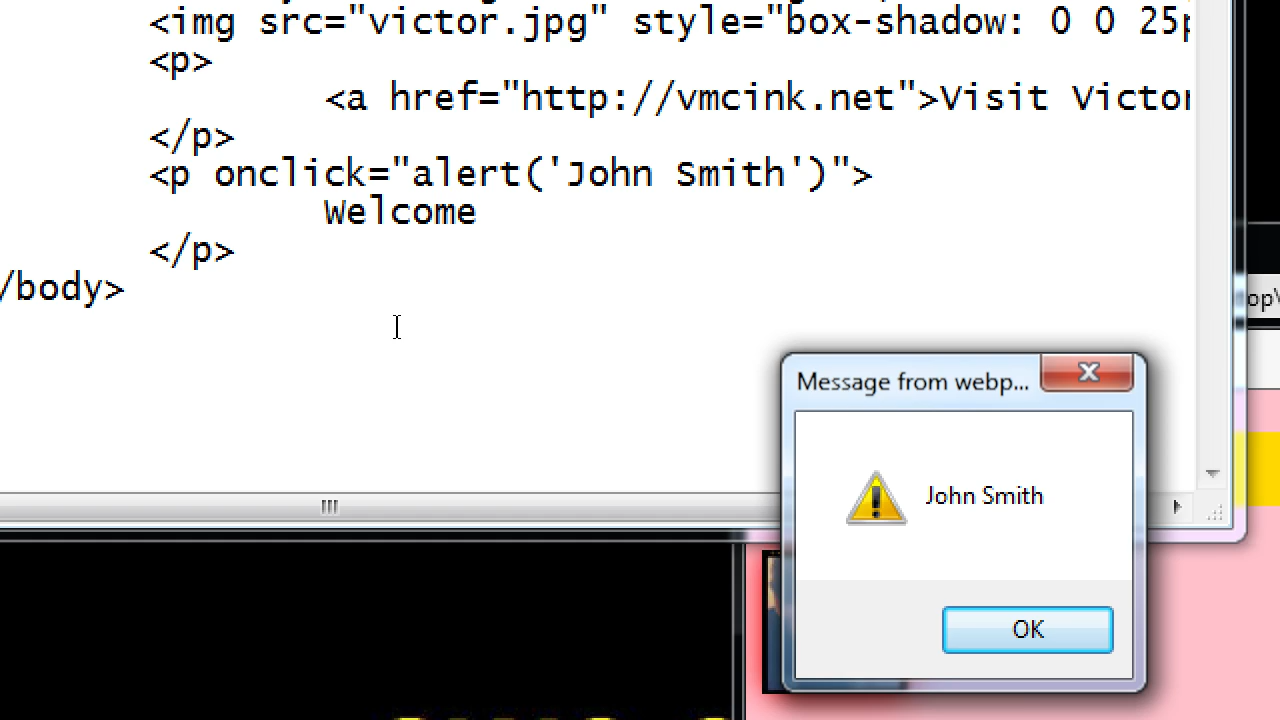 <img src="victor.jpg" style="box-shadow: 0 0 25p
<p>
<a href="http://vmcink.net">Visit Victor
</p>
<p onclick="alert('John Smith')">
Welcome
</p>
/body>
op\
Message from webp...
John Smith
OK